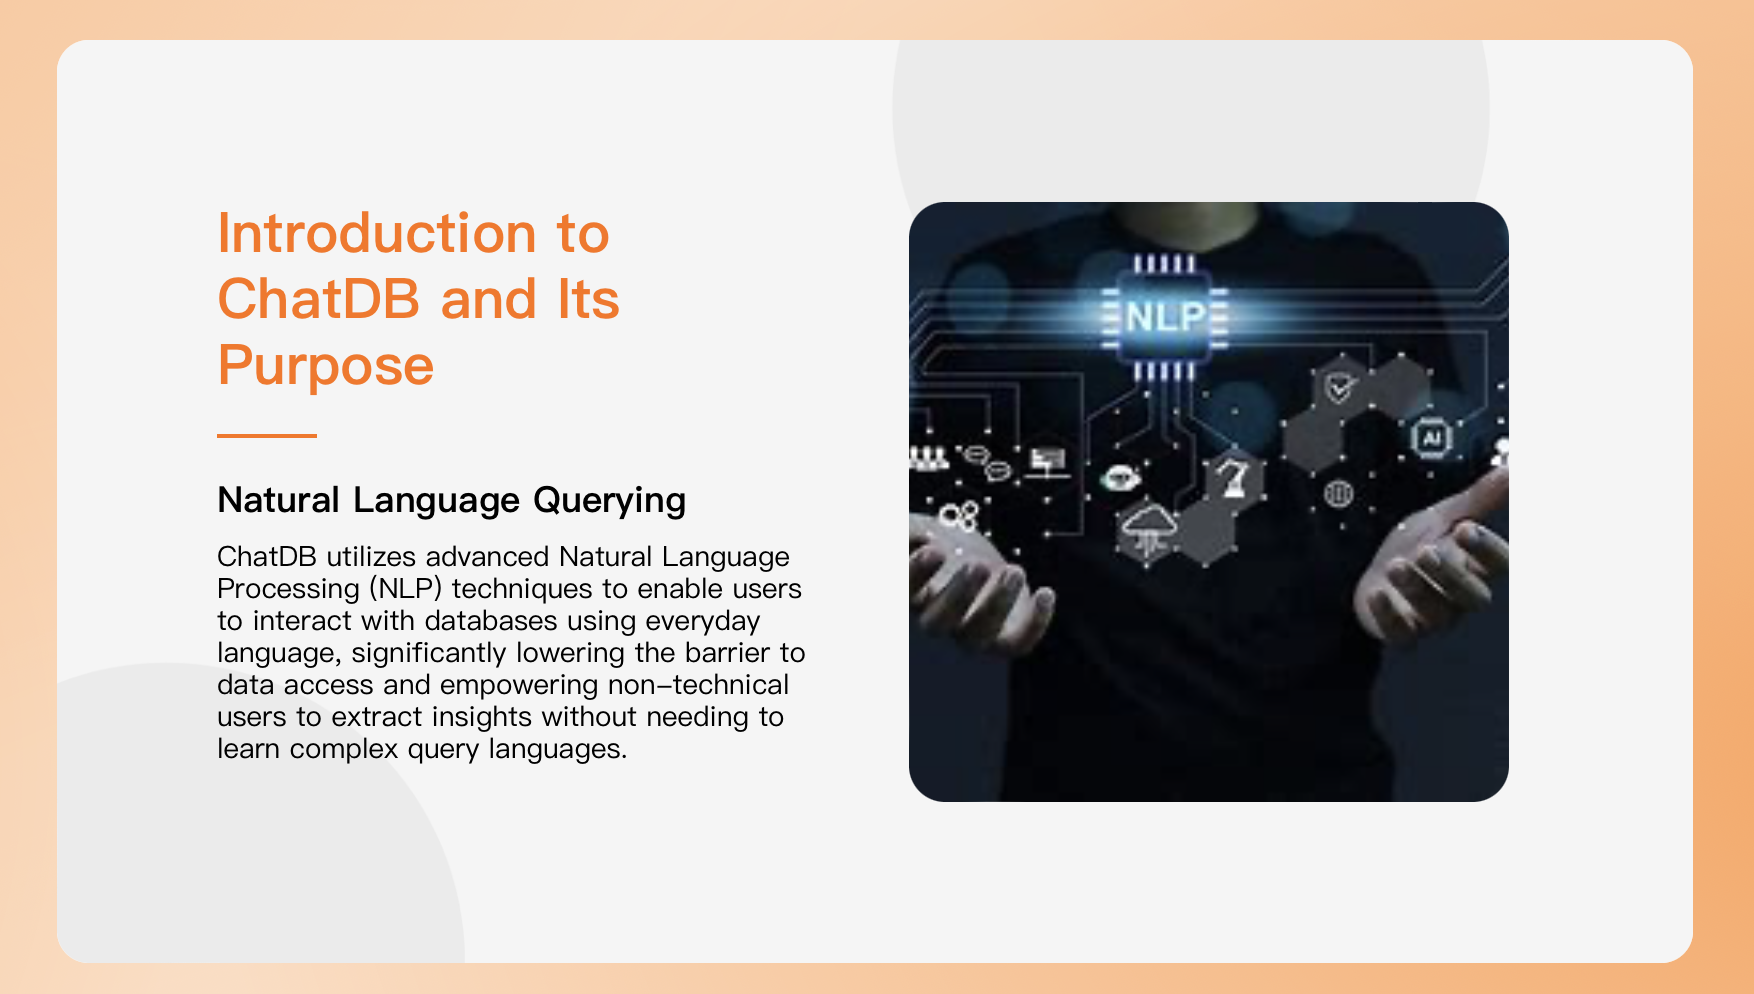 Introduction to
ChatDB and Its
Purpose
Natural Language Querying
ChatDB utilizes advanced Natural Language
Processing (NLP) techniques to enable users
to interact with databases using everyday
language, significantly lowering the barrier to
data access and empowering non–technical
users to extract insights without needing to
learn complex query languages.
NLP
AI